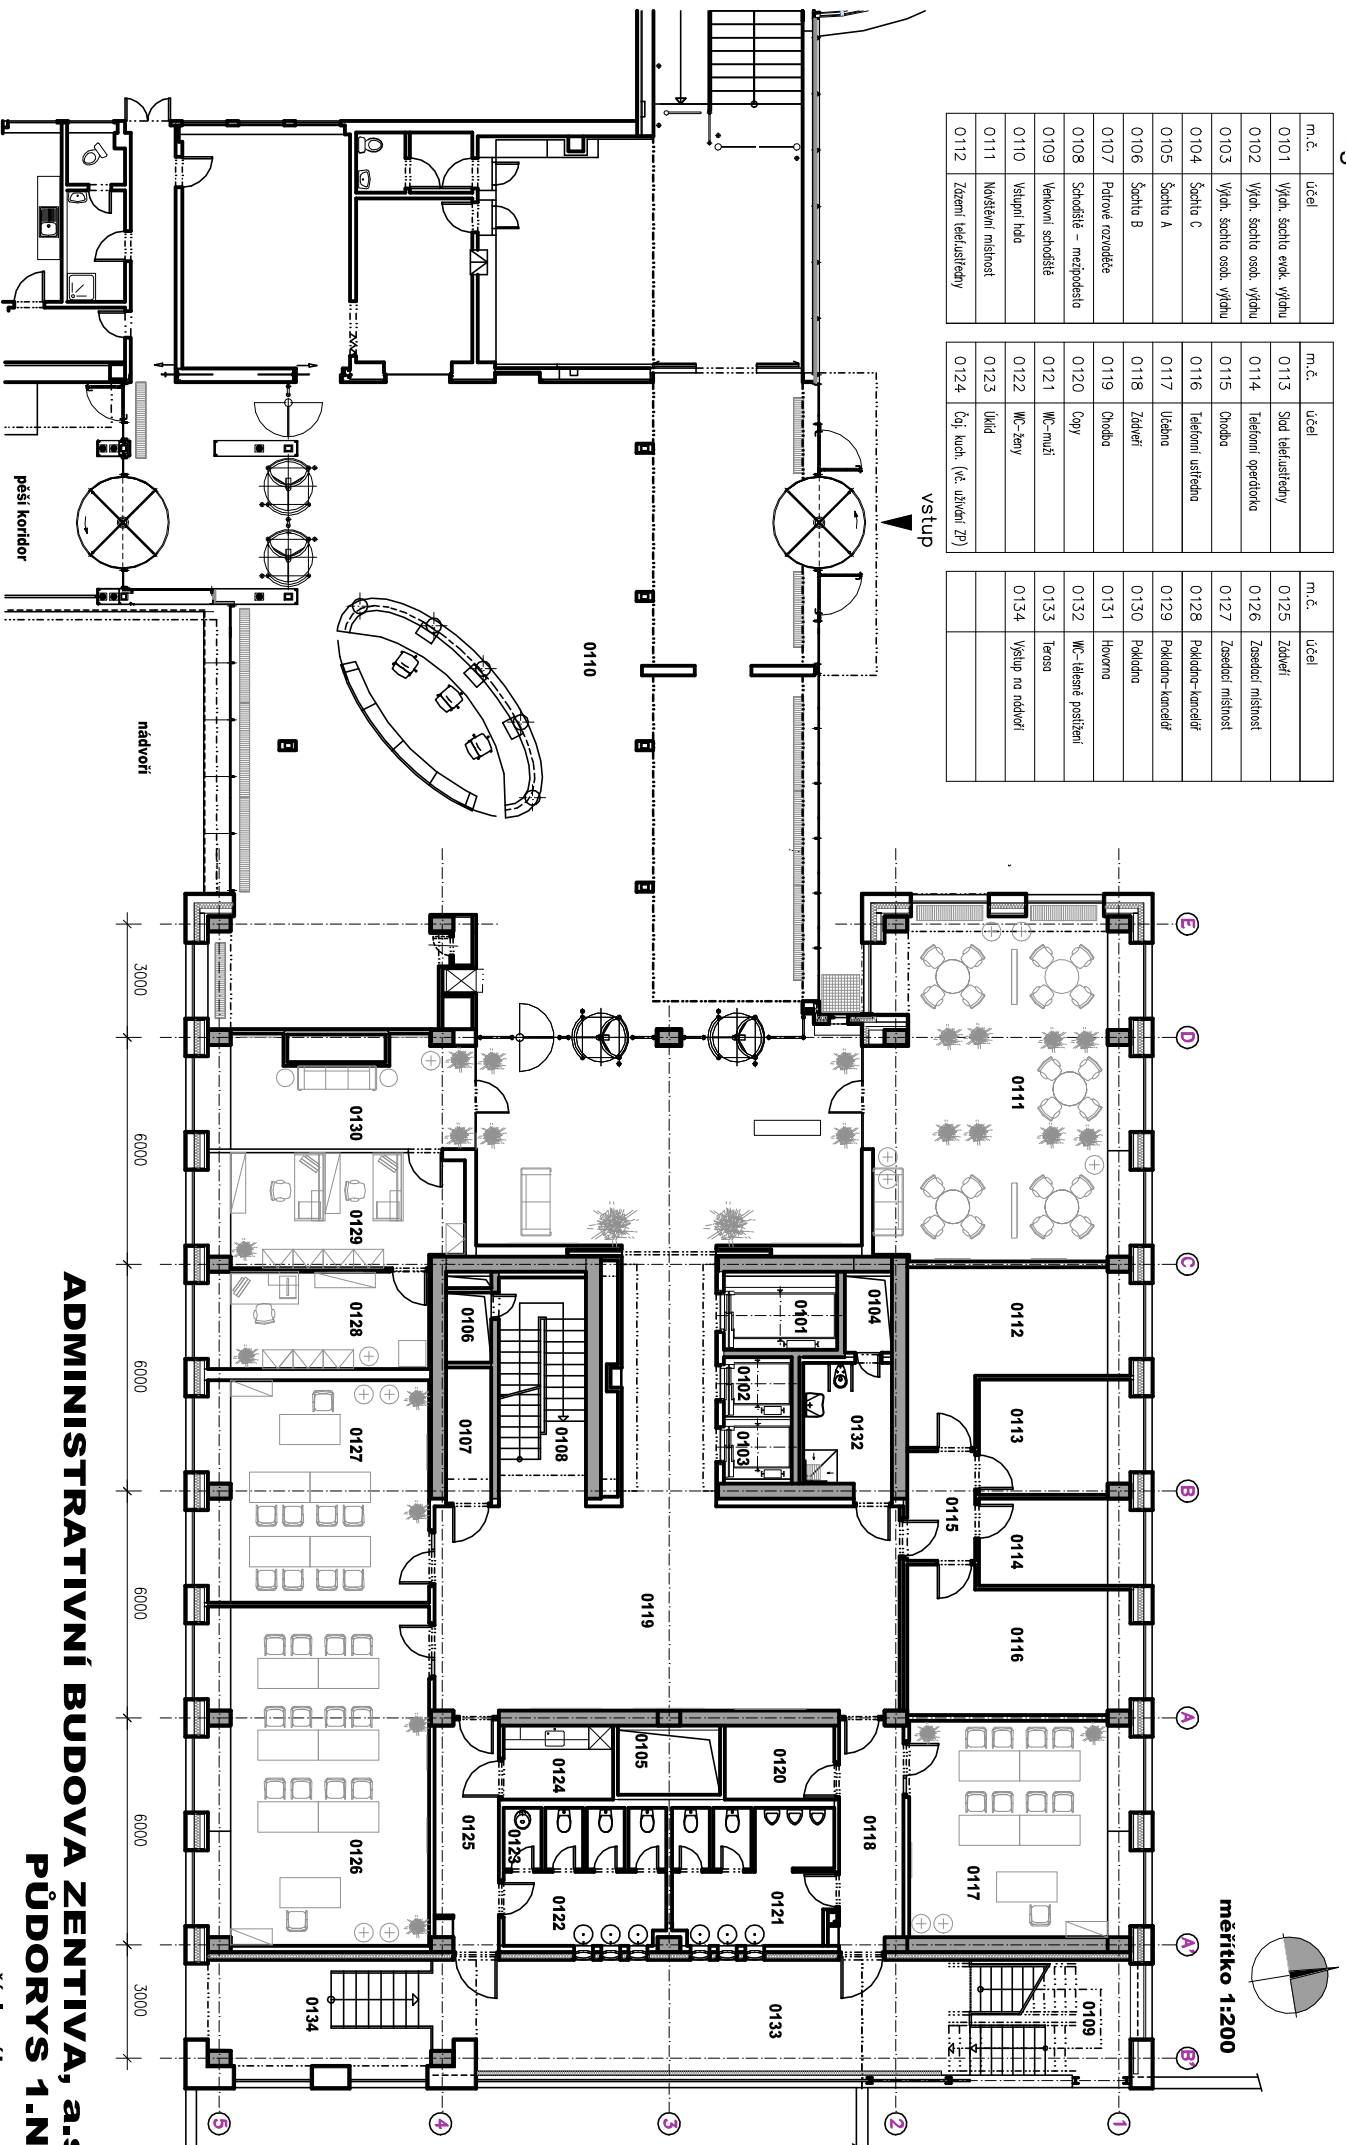 m.č. účel
0101 Výtah. šachta evak. výtahu
0102 Výtah. šachta osob. výtahu
0103 Výtah. šachta osob. výtahu
0104 Šachta C
0105 Šachta A
0106 Šachta B
0107 Patrové rozvaděče
0108 Schodiště – mezipodesta
0109 Venkovní schodiště
0110 Vstupní hala
0111 Návštěvní místnost
0112 Zázemí telef.ustředny
m.č. účel
0113 Slad telef.ustředny
0114 Telefonní operátorka
0115 Chodba
0116 Telefonní ustředna
0117 Učebna
0118 Zádveří
0119 Chodba
0120 Copy
0121 WC–muži
0122 WC–ženy
0123 Úklid
0124 Čaj. kuch. (vč. užívání ZP)
m.č. účel
0125 Zádveří
0126 Zasedací místnost
0127 Zasedací místnost
0128 Pokladna–kancelář
0129 Pokladna–kancelář
0130 Pokladna
0131 Hovorna
0132 WC–tělesně postižení
0133 Terasa
0134 Výstup na nádvoří
měřítko 1:200
vstup
E
D
C
B
A
A'
B'
1
2
3
4
5
0111
0112
0113
0114
0115
0116
0117
0109
0104
0101
0102
0103
0132
0118
0120
0121
0133
0110
0119
0105
0108
0124
0123
0122
0106
0107
0125
0130
0129
0128
0127
0126
0134
pěší koridor
nádvoří
3000
6000
6000
6000
6000
3000
ADMINISTRATIVNÍ BUDOVA ZENTIVA, a.s
PŮDORYS 1.N